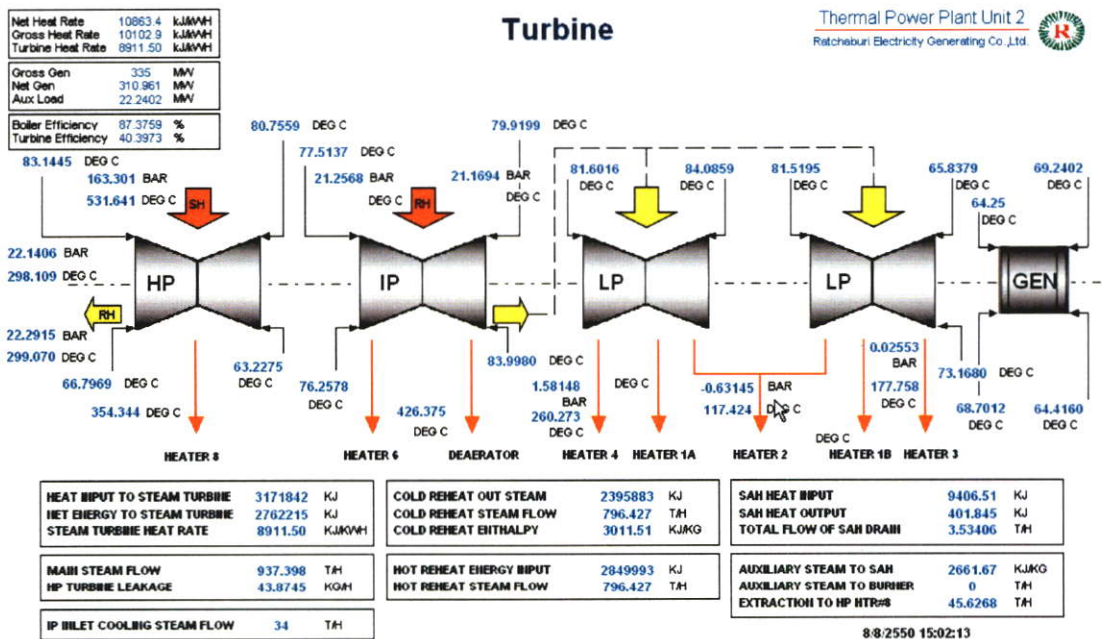 Turbine
Thermal Power Plant Unit 2
Ratchaburi Electricity Generating Co.,Ltd.
R
Net Heat Rate 10863.4 kJ/kWH
Gross Heat Rate 10102.9 kJ/kWH
Turbine Heat Rate 8911.50 kJ/kWH
Gross Gen 335 MW
Net Gen 310.961 MW
Aux Load 22.2402 MW
Boiler Efficiency 87.3759 %
Turbine Efficiency 40.3973 %
80.7559 DEG C
79.9199 DEG C
83.1445 DEG C
77.5137 DEG C
81.6016 DEG C
84.0859 DEG C
81.5195 DEG C
65.8379 DEG C
69.2402 DEG C
163.301 BAR
531.641 DEG C
SH
21.2568 BAR
DEG C
RH
21.1694 BAR
DEG C
64.25 DEG C
22.1406 BAR
298.109 DEG C
HP
IP
LP
LP
GEN
RH
22.2915 BAR
299.070 DEG C
66.7969 DEG C
63.2275 DEG C
76.2578 DEG C
83.9980 DEG C
0.02553 BAR
177.758 DEG C
73.1680 DEG C
354.344 DEG C
426.375 DEG C
1.58148 BAR
260.273 DEG C
DEG C
-0.63145 BAR
117.424 DEG C
DEG C
68.7012 DEG C
64.4160 DEG C
HEATER 8
HEATER 6
DEAERATOR
HEATER 4
HEATER 1A
HEATER 2
HEATER 1B
HEATER 3
HEAT INPUT TO STEAM TURBINE 3171842 KJ
NET ENERGY TO STEAM TURBINE 2762215 KJ
STEAM TURBINE HEAT RATE 8911.50 KJ/KWH
COLD REHEAT OUT STEAM 2395883 KJ
COLD REHEAT STEAM FLOW 796.427 T/H
COLD REHEAT ENTHALPY 3011.51 KJ/KG
SAH HEAT INPUT 9406.51 KJ
SAH HEAT OUTPUT 401.845 KJ
TOTAL FLOW OF SAH DRAIN 3.53406 T/H
MAIN STEAM FLOW 937.398 T/H
HP TURBINE LEAKAGE 43.8745 KG/H
HOT REHEAT ENERGY INPUT 2849993 KJ
HOT REHEAT STEAM FLOW 796.427 T/H
AUXILIARY STEAM TO SAH 2661.67 KJ/KG
AUXILIARY STEAM TO BURNER 0 T/H
EXTRACTION TO HP HTR#8 45.6268 T/H
IP INLET COOLING STEAM FLOW 34 T/H
8/8/2550 15:02:13